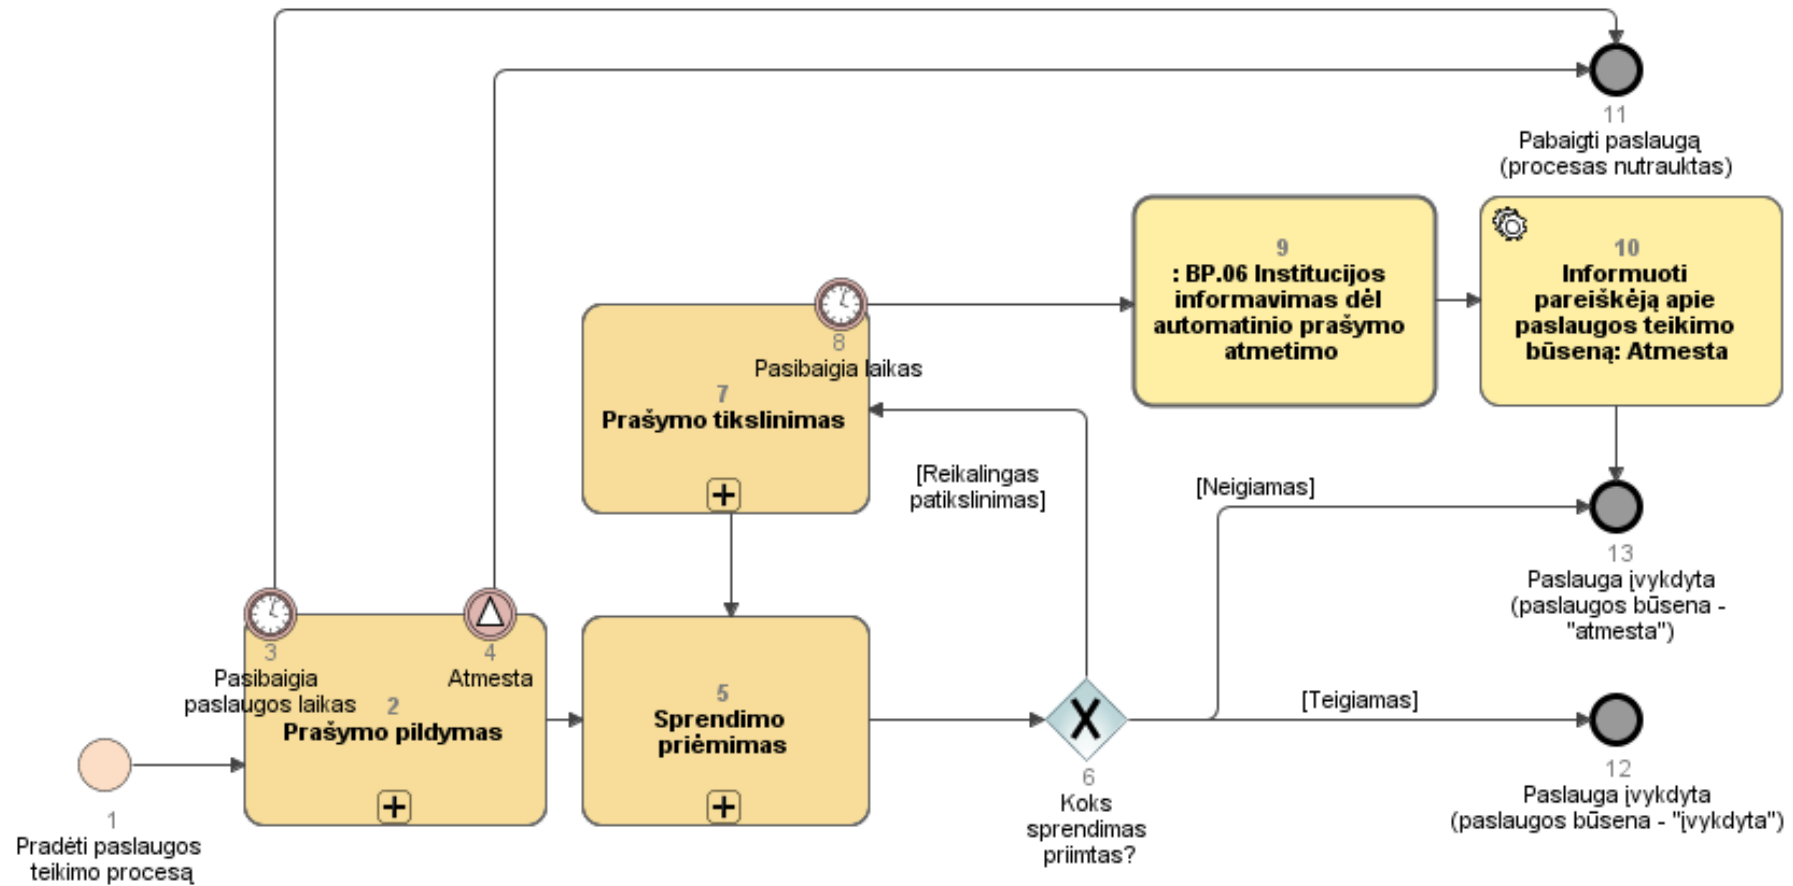 11
Pabaigti paslaugą
(procesas nutrauktas)
9
: BP.06 Institucijos
informavimas dėl
automatinio prašymo
atmetimo
10
Informuoti
pareiškėją apie
paslaugos teikimo
būseną: Atmesta
8
Pasibaigia laikas
7
Prašymo tikslinimas
[Reikalingas
patikslinimas]
[Neigiamas]
13
Paslauga įvykdyta
(paslaugos būsena -
"atmesta")
3
Pasibaigia
paslaugos laikas
4
Atmesta
2
Prašymo pildymas
5
Sprendimo
priėmimas
[Teigiamas]
6
Koks
sprendimas
priimtas?
12
Paslauga įvykdyta
(paslaugos būsena - "įvykdyta")
1
Pradėti paslaugos
teikimo procesą